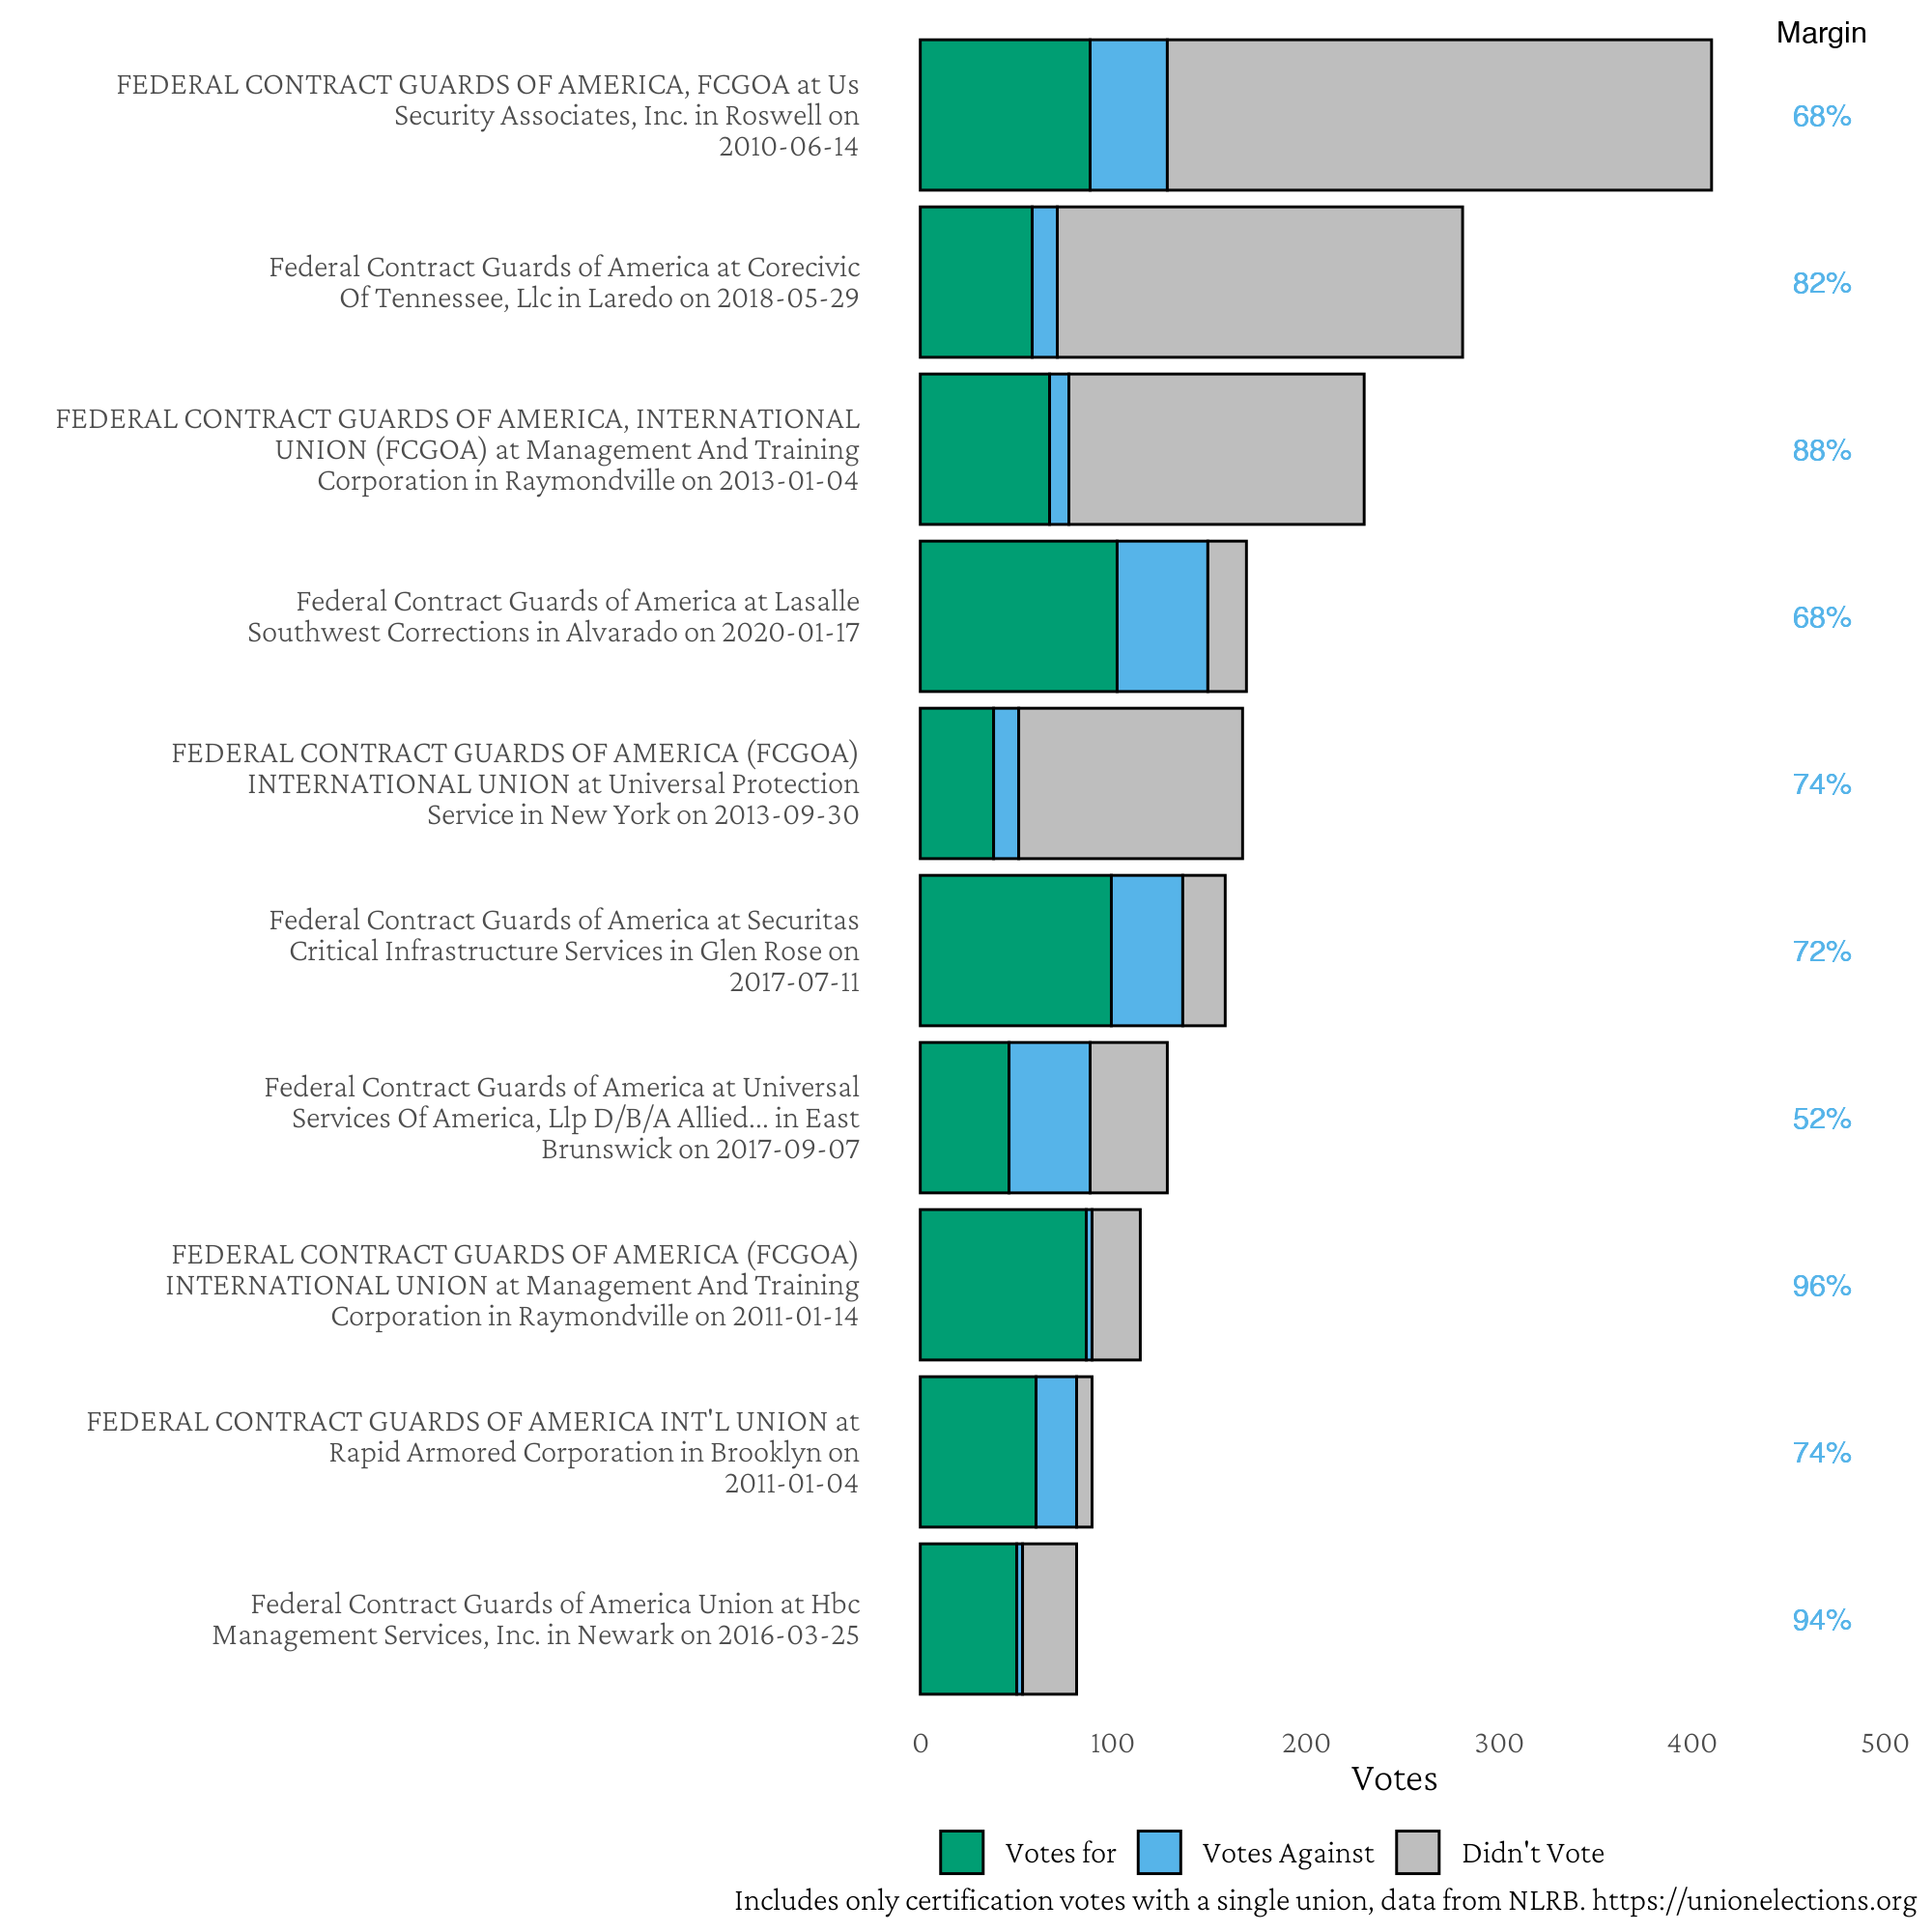 Margin
FEDERAL CONTRACT GUARDS OF AMERICA, FCGOA at Us
Security Associates, Inc. in Roswell on
2010-06-14
68%
Federal Contract Guards of America at Corecivic
Of Tennessee, Llc in Laredo on 2018-05-29
82%
FEDERAL CONTRACT GUARDS OF AMERICA, INTERNATIONAL
UNION (FCGOA) at Management And Training
Corporation in Raymondville on 2013-01-04
88%
Federal Contract Guards of America at Lasalle
Southwest Corrections in Alvarado on 2020-01-17
68%
FEDERAL CONTRACT GUARDS OF AMERICA (FCGOA)
INTERNATIONAL UNION at Universal Protection
Service in New York on 2013-09-30
74%
Federal Contract Guards of America at Securitas
Critical Infrastructure Services in Glen Rose on
2017-07-11
72%
Federal Contract Guards of America at Universal
Services Of America, Llp D/B/A Allied... in East
Brunswick on 2017-09-07
52%
FEDERAL CONTRACT GUARDS OF AMERICA (FCGOA)
INTERNATIONAL UNION at Management And Training
Corporation in Raymondville on 2011-01-14
96%
FEDERAL CONTRACT GUARDS OF AMERICA INT'L UNION at
Rapid Armored Corporation in Brooklyn on
2011-01-04
74%
Federal Contract Guards of America Union at Hbc
Management Services, Inc. in Newark on 2016-03-25
94%
0 100 200 300 400 500
Votes
Votes for Votes Against Didn't Vote
Includes only certification votes with a single union, data from NLRB. https://unionelections.org